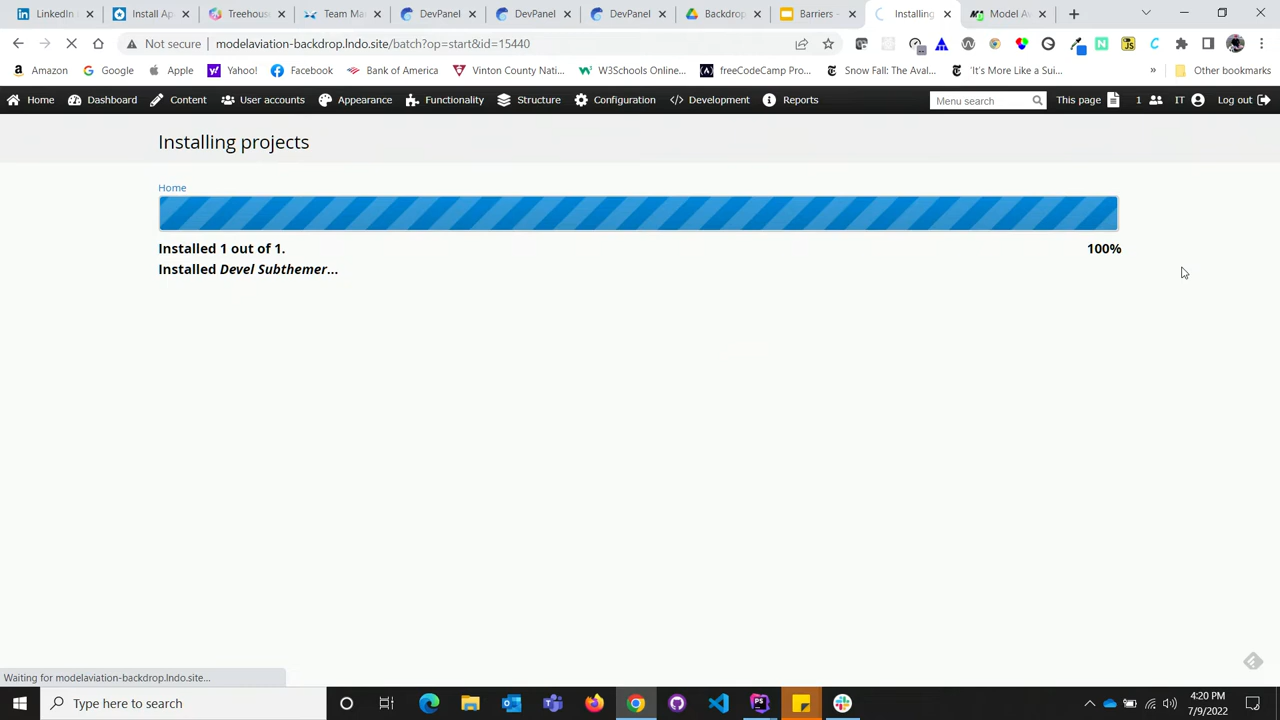 LinkedIn
Install Ap
Treehouse
Team Ma
DevPanel
DevPanel
DevPanel
Backdrop
Barriers -
Installing
Model Av
Not secure
modelaviation-backdrop.lndo.site/batch?op=start&id=15440
Amazon
Google
Apple
Yahoo!
Facebook
Bank of America
Vinton County Nati...
W3Schools Online...
freeCodeCamp Pro...
Snow Fall: The Aval...
'It's More Like a Sui...
»
Other bookmarks
Home
Dashboard
Content
User accounts
Appearance
Functionality
Structure
Configuration
Development
Reports
Menu search
This page
1
IT
Log out
Installing projects
Home
Installed 1 out of 1.
100%
Installed Devel Subthemer...
Waiting for modelaviation-backdrop.lndo.site...
Type here to search
4:20 PM
7/9/2022